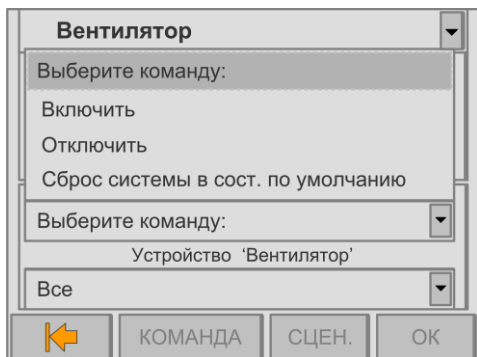 Вентилятор
Выберите команду:
Включить
Отключить
Сброс системы в сост. по умолчанию
Выберите команду:
Устройство ‘Вентилятор’
Все
КОМАНДА СЦЕН. ОК